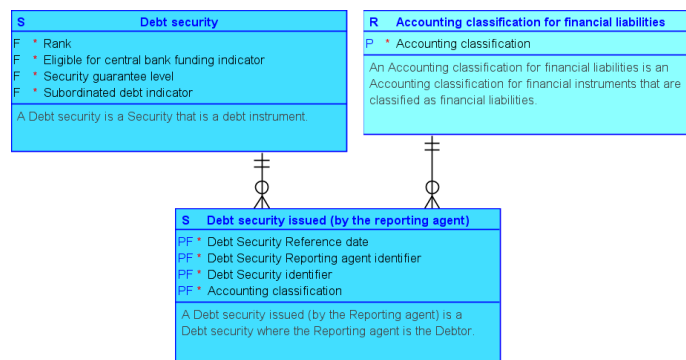 S Debt security
F * Rank
F * Eligible for central bank funding indicator
F * Security guarantee level
F * Subordinated debt indicator
A Debt security is a Security that is a debt instrument.
R Accounting classification for financial liabilities
P * Accounting classification
An Accounting classification for financial liabilities is an
Accounting classification for financial instruments that are
classified as financial liabilities.
S Debt security issued (by the reporting agent)
PF * Debt Security Reference date
PF * Debt Security Reporting agent identifier
PF * Debt Security identifier
PF * Accounting classification
A Debt security issued (by the Reporting agent) is a
Debt security where the Reporting agent is the Debtor.